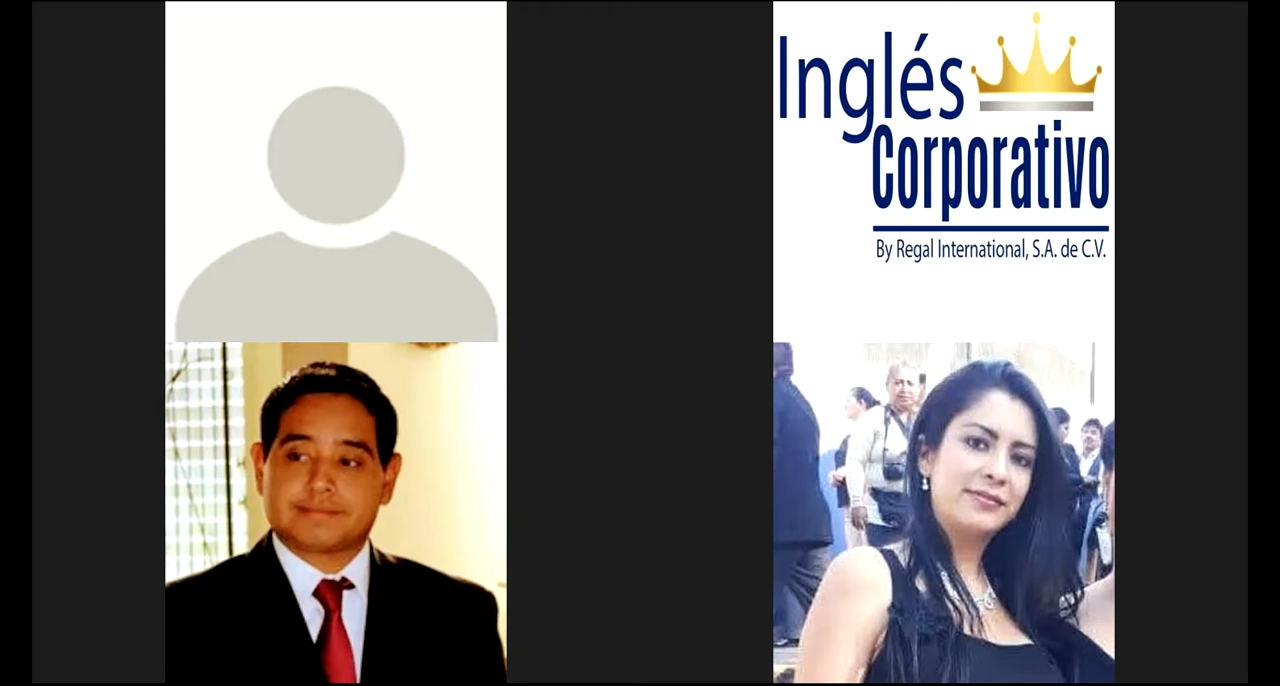 Inglés
Corporativo
By Regal International, S.A. de C.V.